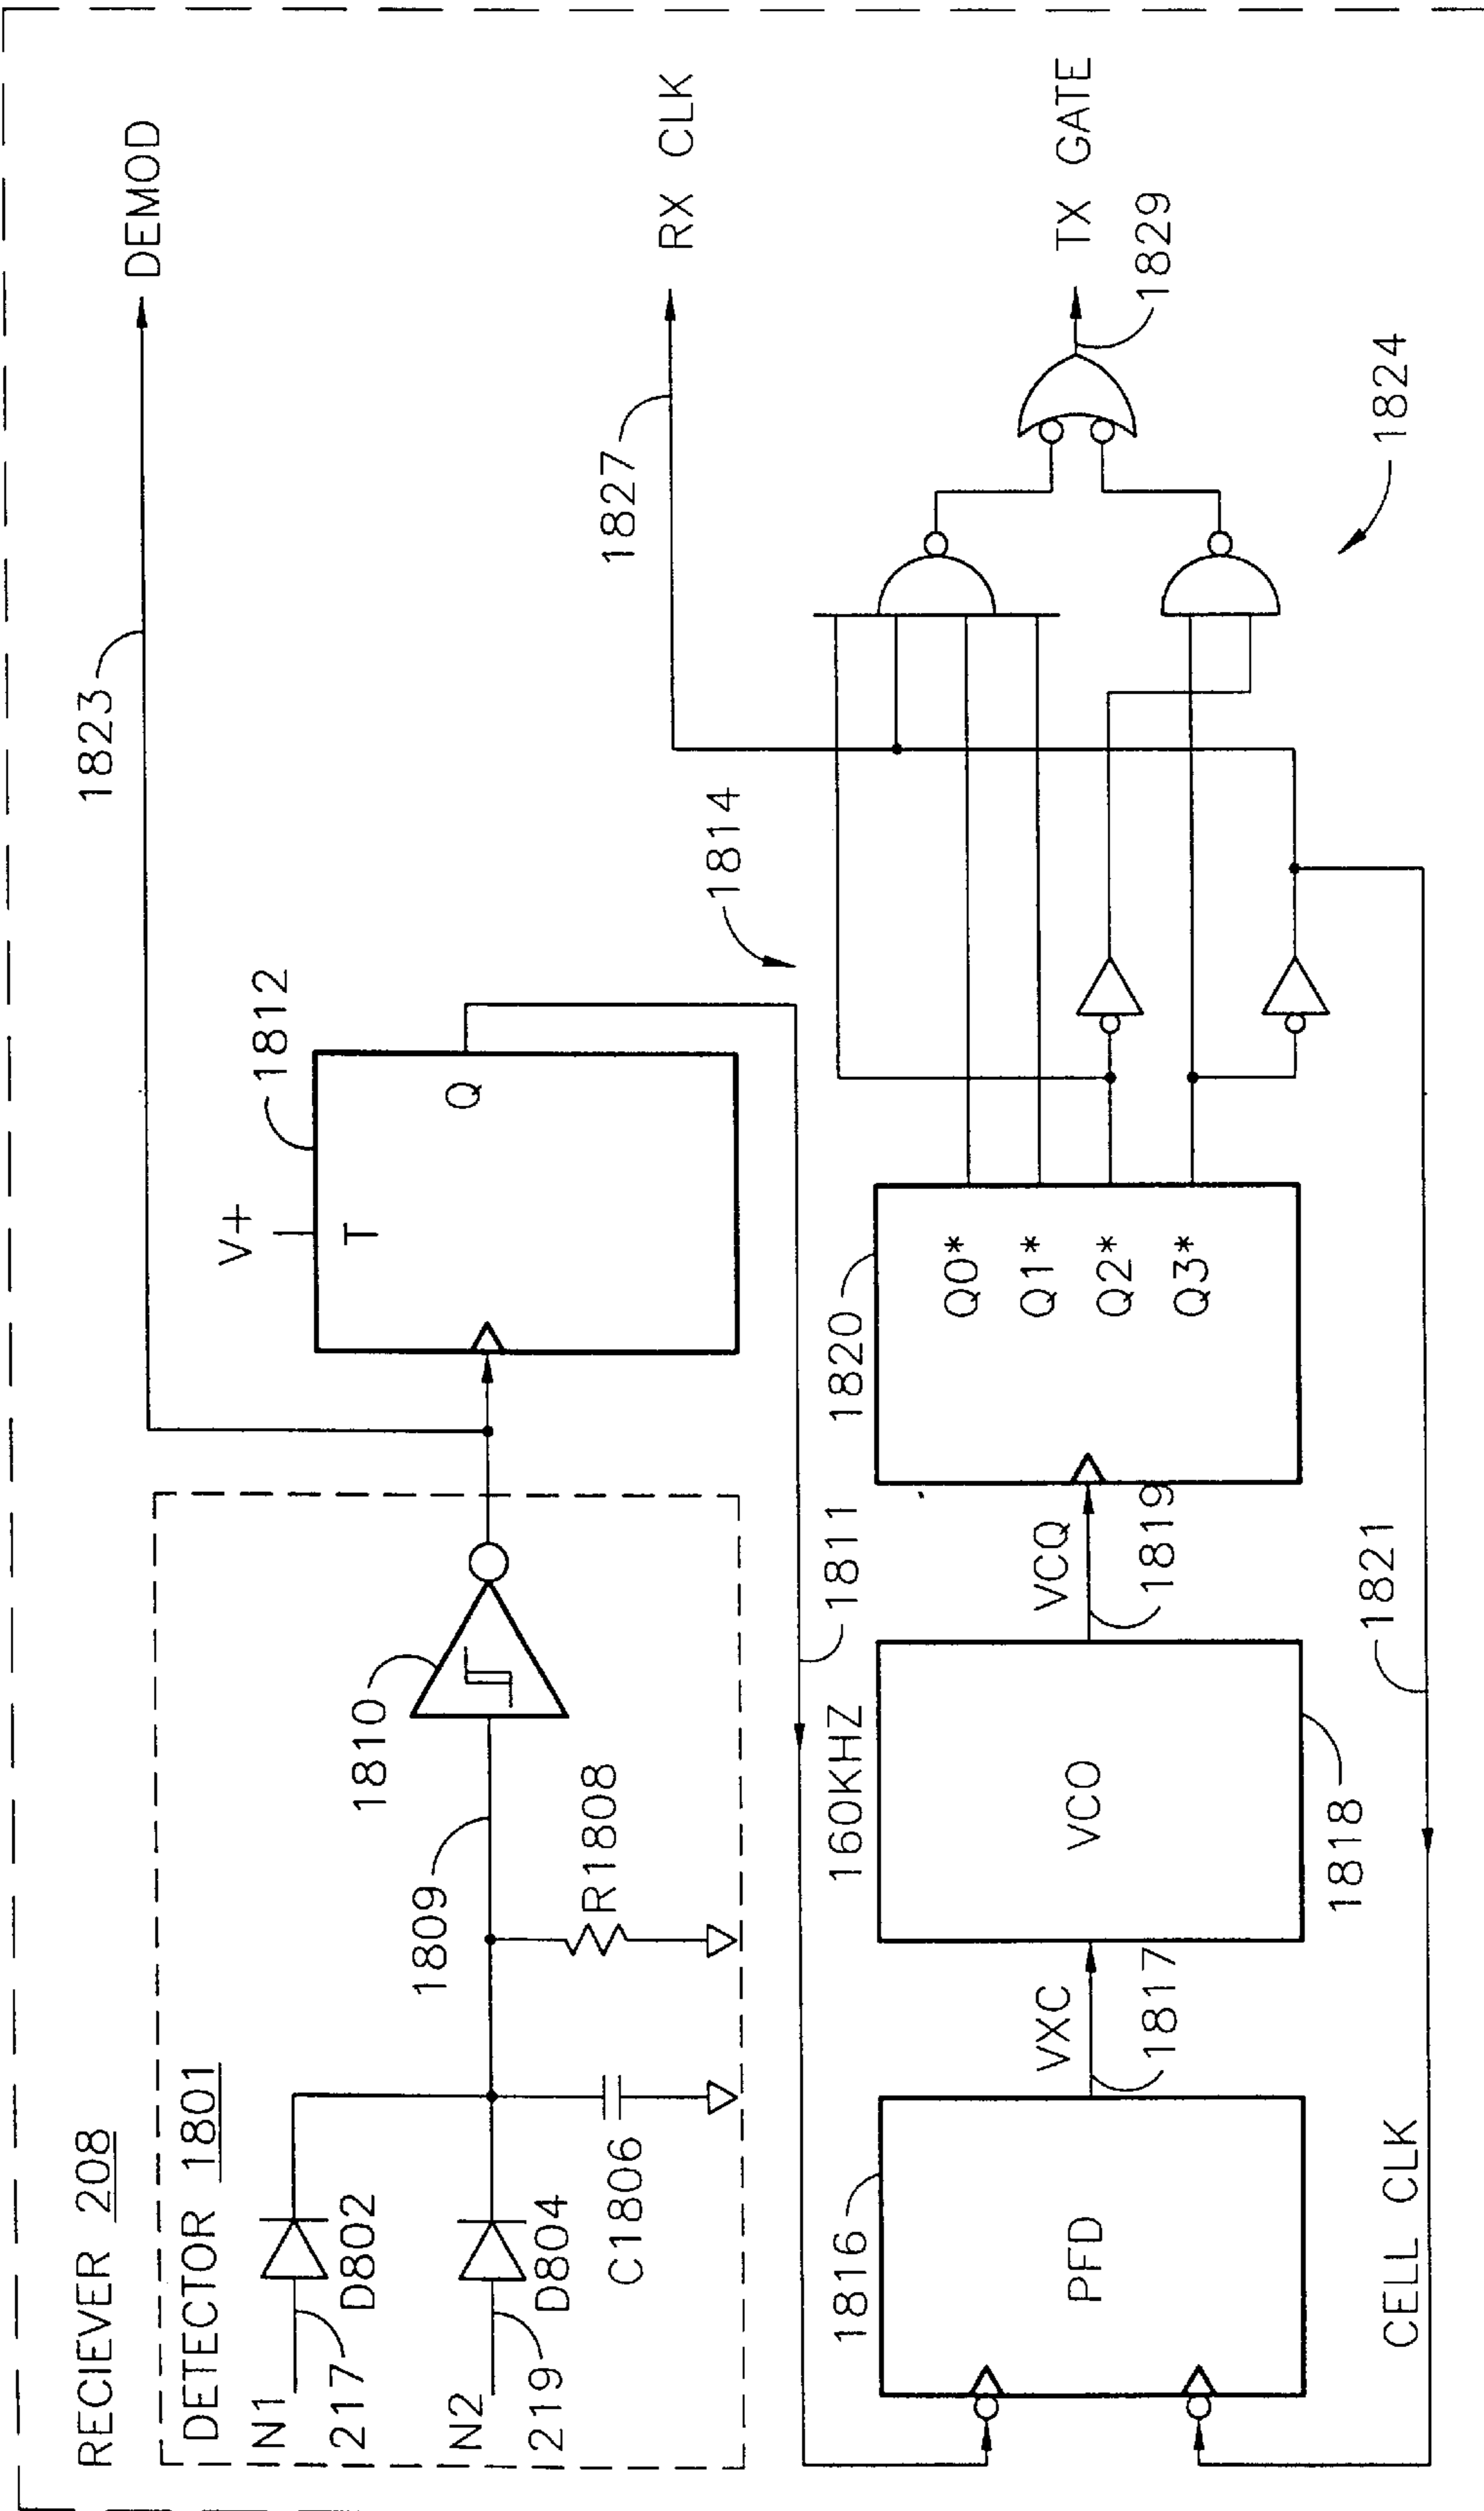 RECIEVER 208
DETECTOR 1801
IN1
217
D802
IN2
219
D804
C1806
R1808
1809
1810
1823
DEMOD
V+
T
Q
1812
1811
1814
1827
RX CLK
160KHZ
1816
PFD
VXC
1817
VCO
1818
VCQ
1819
1820
Q0*
Q1*
Q2*
Q3*
TX GATE
1829
1824
CELL CLK
1821